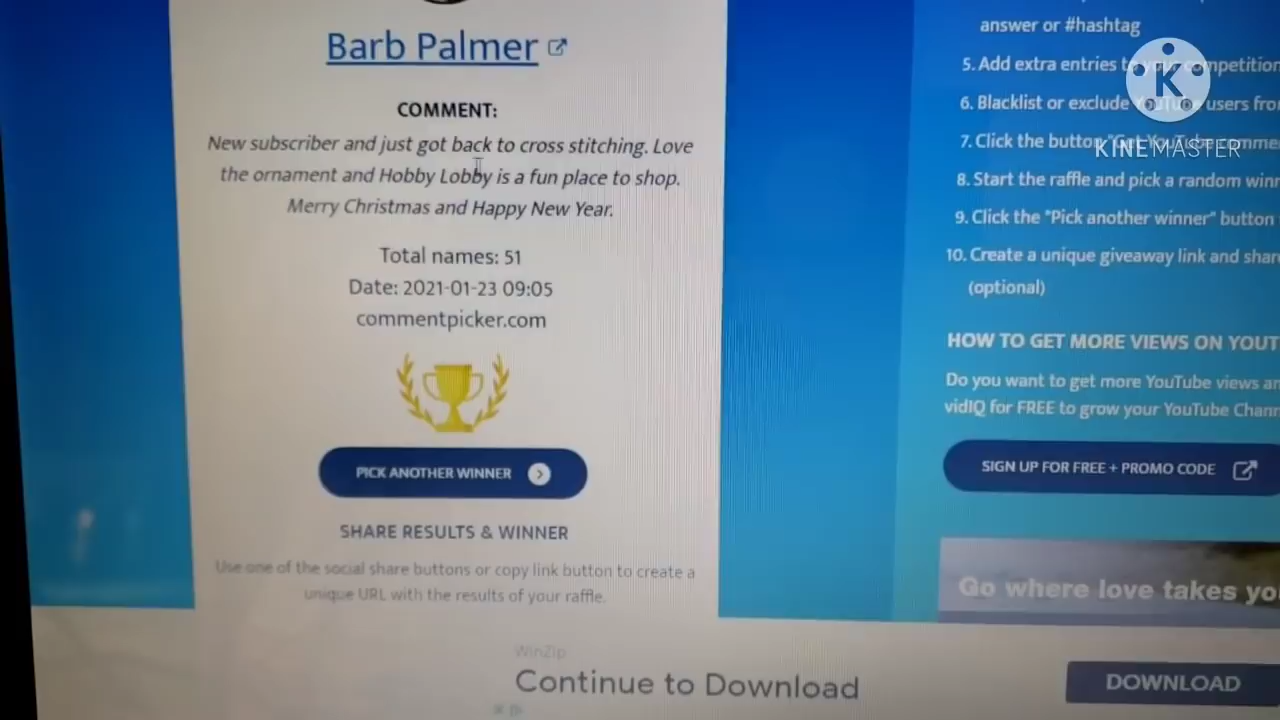 Barb Palmer
COMMENT:
New subscriber and just got back to cross stitching. Love
the ornament and Hobby Lobby is a fun place to shop.
Merry Christmas and Happy New Year.
Total names: 51
Date: 2021-01-23 09:05
commentpicker.com
PICK ANOTHER WINNER
SHARE RESULTS & WINNER
Use one of the social share buttons or copy link button to create a
unique URL with the results of your raffle.
answer or #hashtag
5. Add extra entries to your competition
6. Blacklist or exclude YouTube users from
7. Click the button "Get YouTube
8. Start the raffle and pick a random
9. Click the "Pick another winner" button
10. Create a unique giveaway link and
(optional)
HOW TO GET MORE VIEWS ON
Do you want to get more YouTube views
vidIQ for FREE to grow your YouTube
SIGN UP FOR FREE + PROMO CODE
Go where love takes
K
KINEMASTER
WinZip
Continue to Download
DOWNLOAD